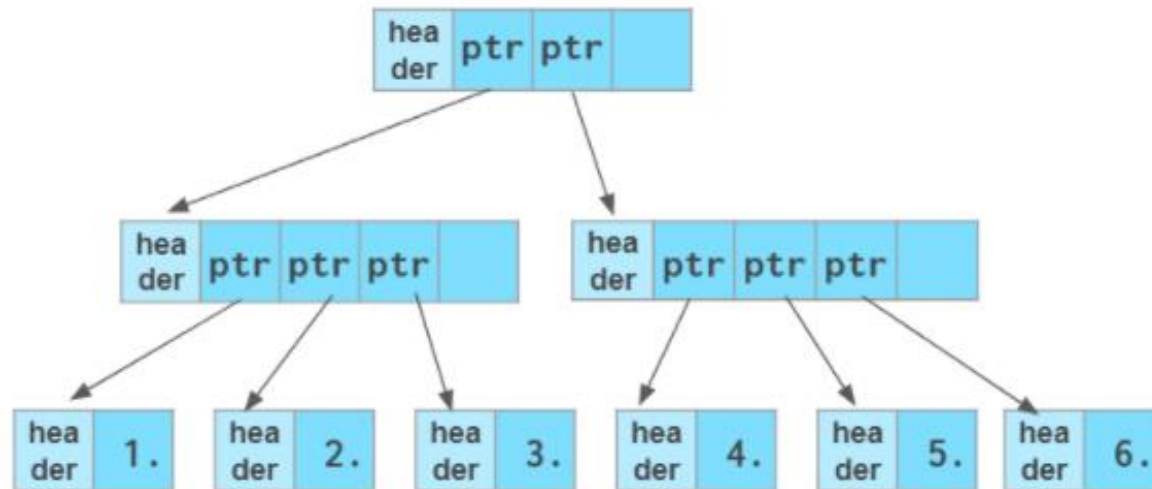 hea
der ptr ptr
hea
der ptr ptr ptr
hea
der ptr ptr ptr
hea
der 1.
hea
der 2.
hea
der 3.
hea
der 4.
hea
der 5.
hea
der 6.